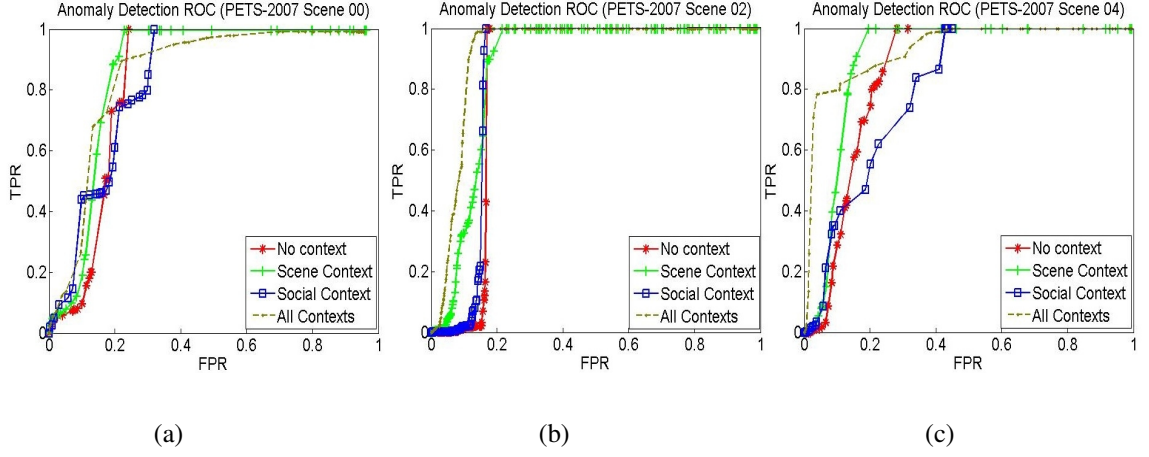 Anomaly Detection ROC (PETS-2007 Scene 00)
1
0.8
0.6
0.4
0.2
0
0 0.2 0.4 0.6 0.8 1
TPR
FPR
No context
Scene Context
Social Context
All Contexts
(a)
Anomaly Detection ROC (PETS-2007 Scene 02)
1
0.8
0.6
0.4
0.2
0
0 0.2 0.4 0.6 0.8 1
TPR
FPR
No context
Scene Context
Social Context
All Contexts
(b)
Anomaly Detection ROC (PETS-2007 Scene 04)
1
0.8
0.6
0.4
0.2
0
0 0.2 0.4 0.6 0.8 1
TPR
FPR
No context
Scene Context
Social Context
All Contexts
(c)